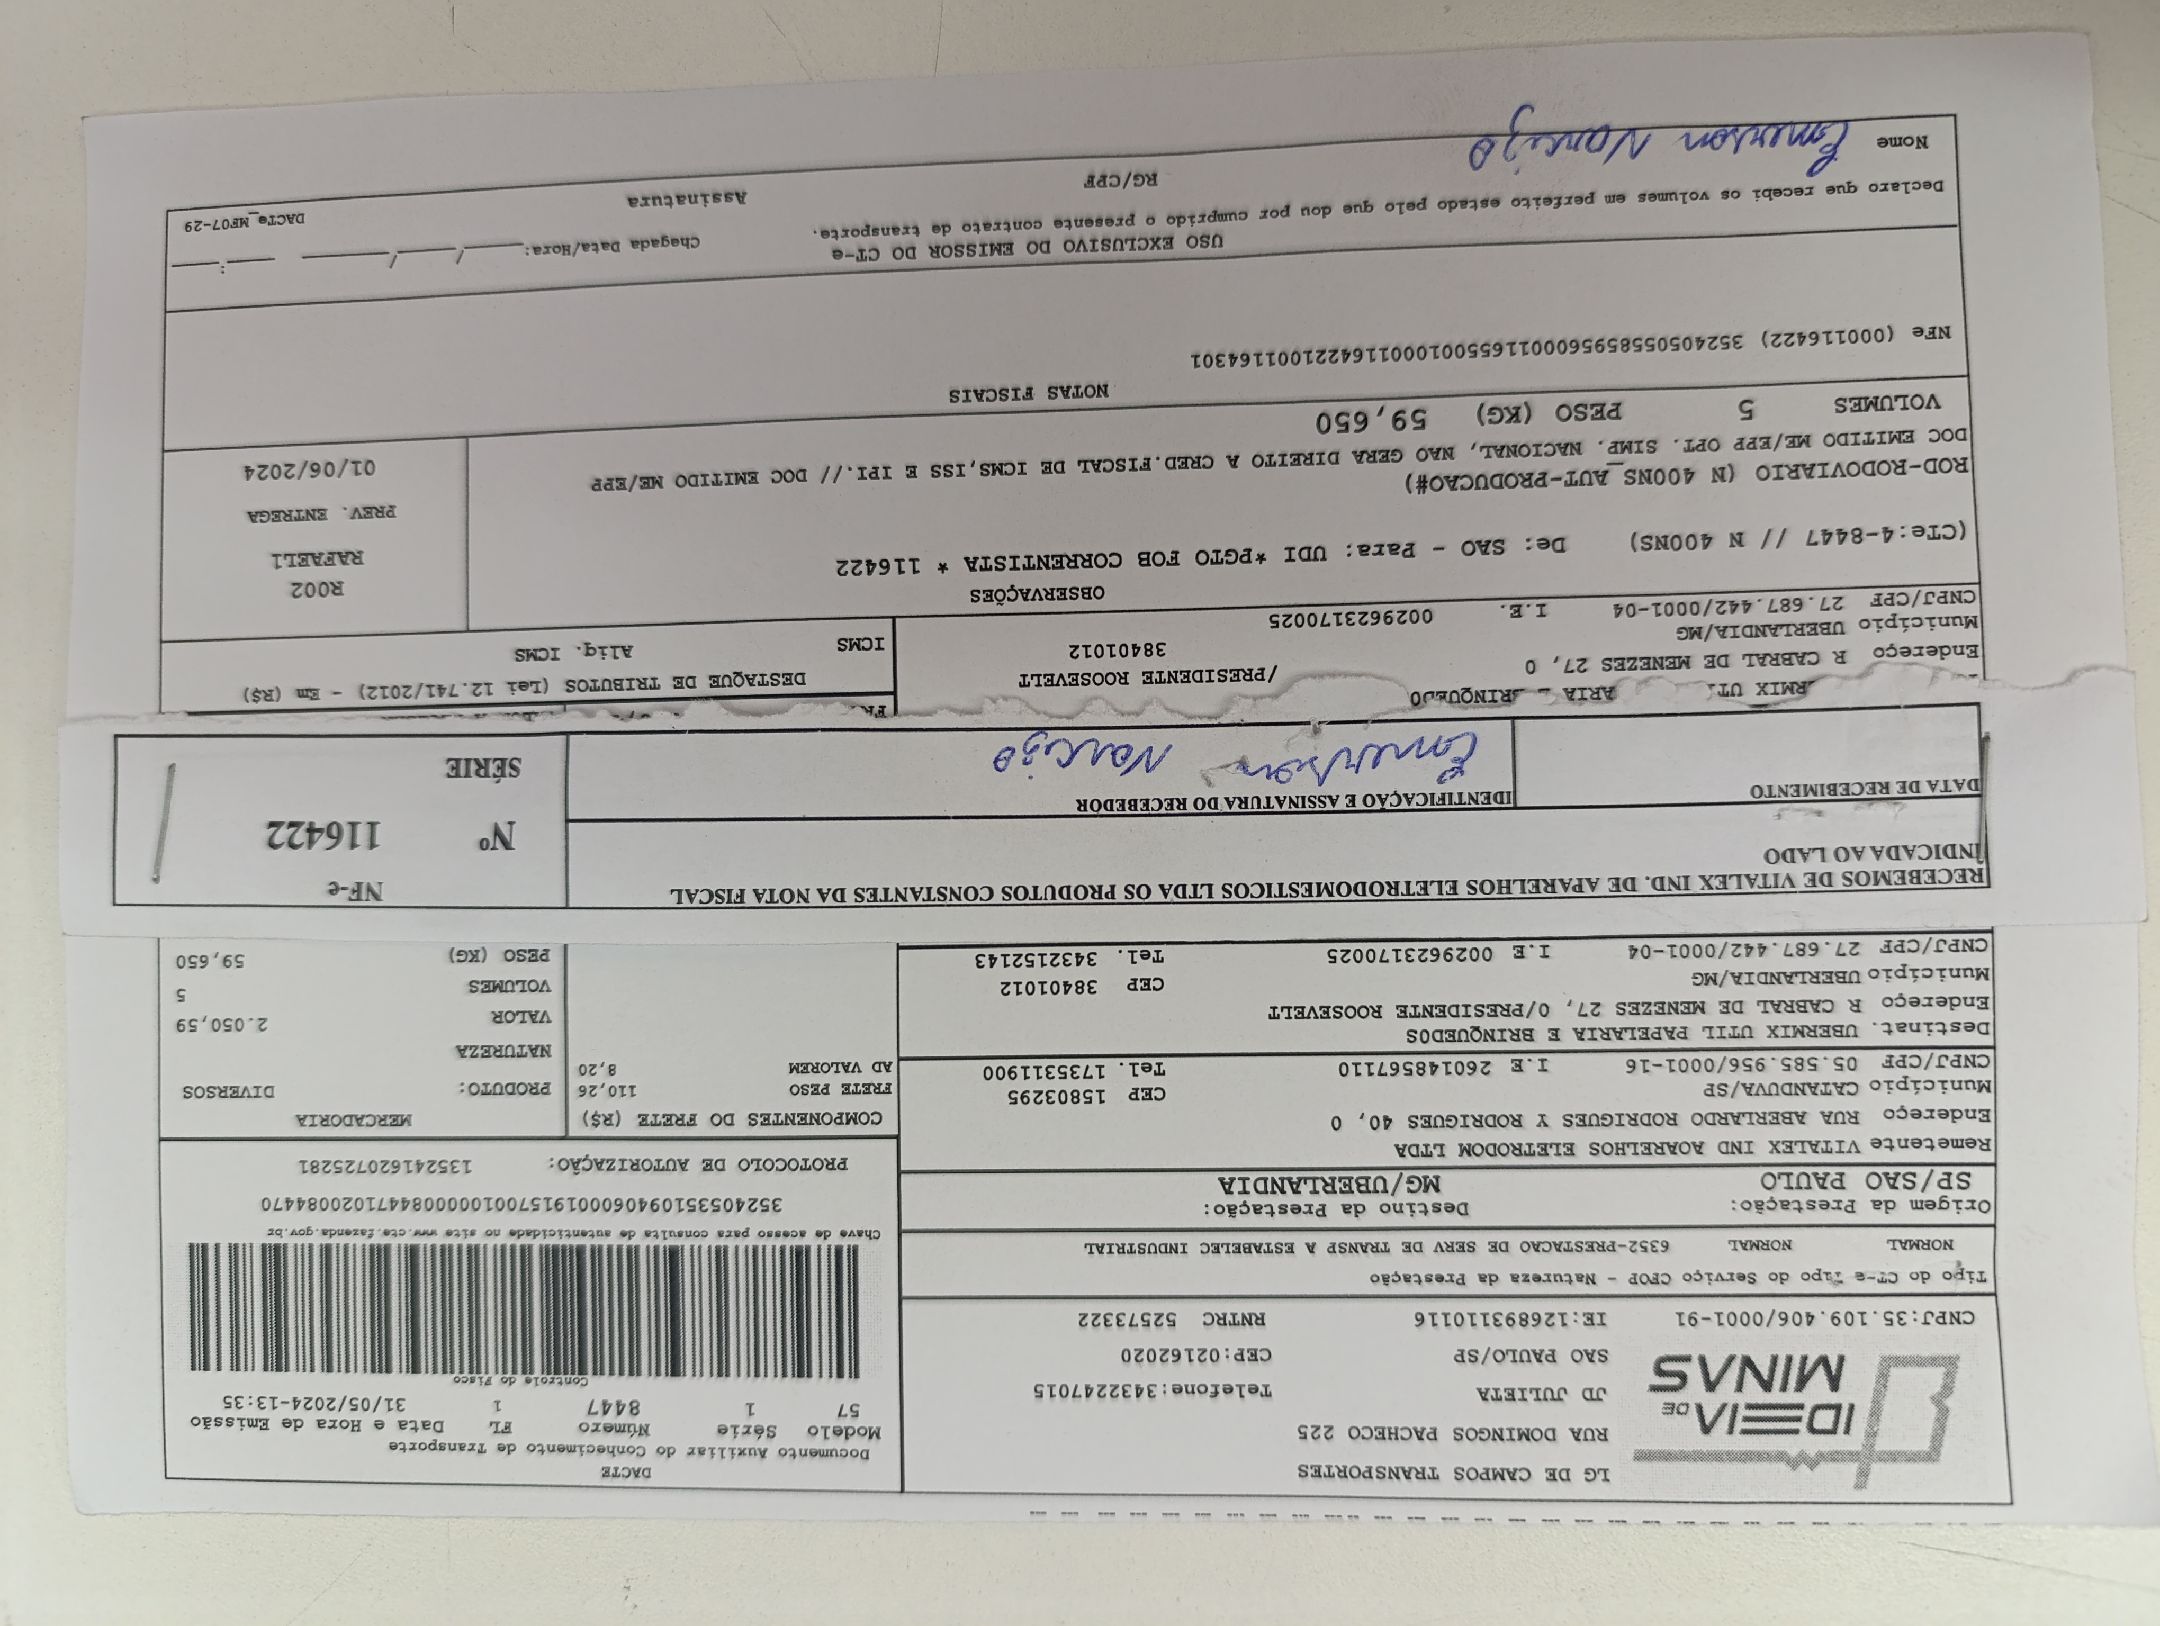 IDEIA DE
MINAS
LG DE CAMPOS TRANSPORTES
RUA DOMINGOS PACHECO 225
JD JULIETA Telefone:3432247015
SAO PAULO/SP CEP:02162020
CNPJ:35.109.406/0001-91 IE:126893110116 RNTRC 52573322
DACTE
Documento Auxiliar do Conhecimento de Transporte
Modelo Série Número FL Data e Hora de Emissão
57 1 8447 1 31/05/2024-13:35
Controle do Fisco
Chave de acesso para consulta de autenticidade no site www.cte.fazenda.gov.br
35240535109406000191570010000084471020084470
PROTOCOLO DE AUTORIZAÇÃO: 135241620725281
Tipo do CT-e Tipo do Serviço CFOP - Natureza da Prestação
NORMAL NORMAL 6352-PRESTACAO DE SERV DE TRANSP A ESTABELEC INDUSTRIAL
Origem da Prestação: Destino da Prestação:
SP/SAO PAULO MG/UBERLANDIA
Remetente VITALEX IND AOARELHOS ELETRODOM LTDA
Endereço RUA ABERLARDO RODRIGUES Y RODRIGUES 40, 0
Município CATANDUVA/SP CEP 15803295
CNPJ/CPF 05.585.956/0001-16 I.E 260148567110 Tel. 1735311900
Destinat. UBERMIX UTIL PAPELARIA E BRINQUEDOS
Endereço R CABRAL DE MENEZES 27, 0/PRESIDENTE ROOSEVELT
Município UBERLANDIA/MG CEP 38401012
CNPJ/CPF 27.687.442/0001-04 I.E 0029623170025 Tel. 3432152143
COMPONENTES DO FRETE (R$)
FRETE PESO 110,26
AD VALOREM 8,20
MERCADORIA
PRODUTO: DIVERSOS
NATUREZA
VALOR 2.050,59
VOLUMES 5
PESO (KG) 59,650
RECEBEMOS DE VITALEX IND. DE APARELHOS ELETRODOMESTICOS LTDA OS PRODUTOS CONSTANTES DA NOTA FISCAL
INDICADA AO LADO
DATA DE RECEBIMENTO
IDENTIFICAÇÃO E ASSINATURA DO RECEBEDOR
Emerson Narcizo
NF-e
Nº 116422
SÉRIE
Endereço R CABRAL DE MENEZES 27, 0 /PRESIDENTE ROOSEVELT
Município UBERLANDIA/MG 38401012
CNPJ/CPF 27.687.442/0001-04 I.E. 0029623170025
DESTAQUE DE TRIBUTOS (Lei 12.741/2012) - Em (R$)
ICMS Aliq. ICMS
OBSERVAÇÕES
(CTe:4-8447 // N 400NS) De: SAO - Para: UDI *PGTO FOB CORRENTISTA * 116422
ROD-RODOVIARIO (N 400NS_AUT-PRODUCAO#)
DOC EMITIDO ME/EPP OPT. SIMP. NACIONAL, NAO GERA DIREITO A CRED.FISCAL DE ICMS,ISS E IPI.// DOC EMITIDO ME/EPP
VOLUMES 5 PESO (KG) 59,650
R002
RAFAELI
PREV. ENTREGA
01/06/2024
NOTAS FISCAIS
NFe (000116422) 35240505585956000116550010001164221001164301
USO EXCLUSIVO DO EMISSOR DO CT-e
Chegada Data/Hora: ____/____/____ ___:___
Declaro que recebi os volumes em perfeito estado pelo que dou por cumprido o presente contrato de transporte.
Nome Emerson Narcizo RG/CPF Assinatura
DACTe_MF07-29